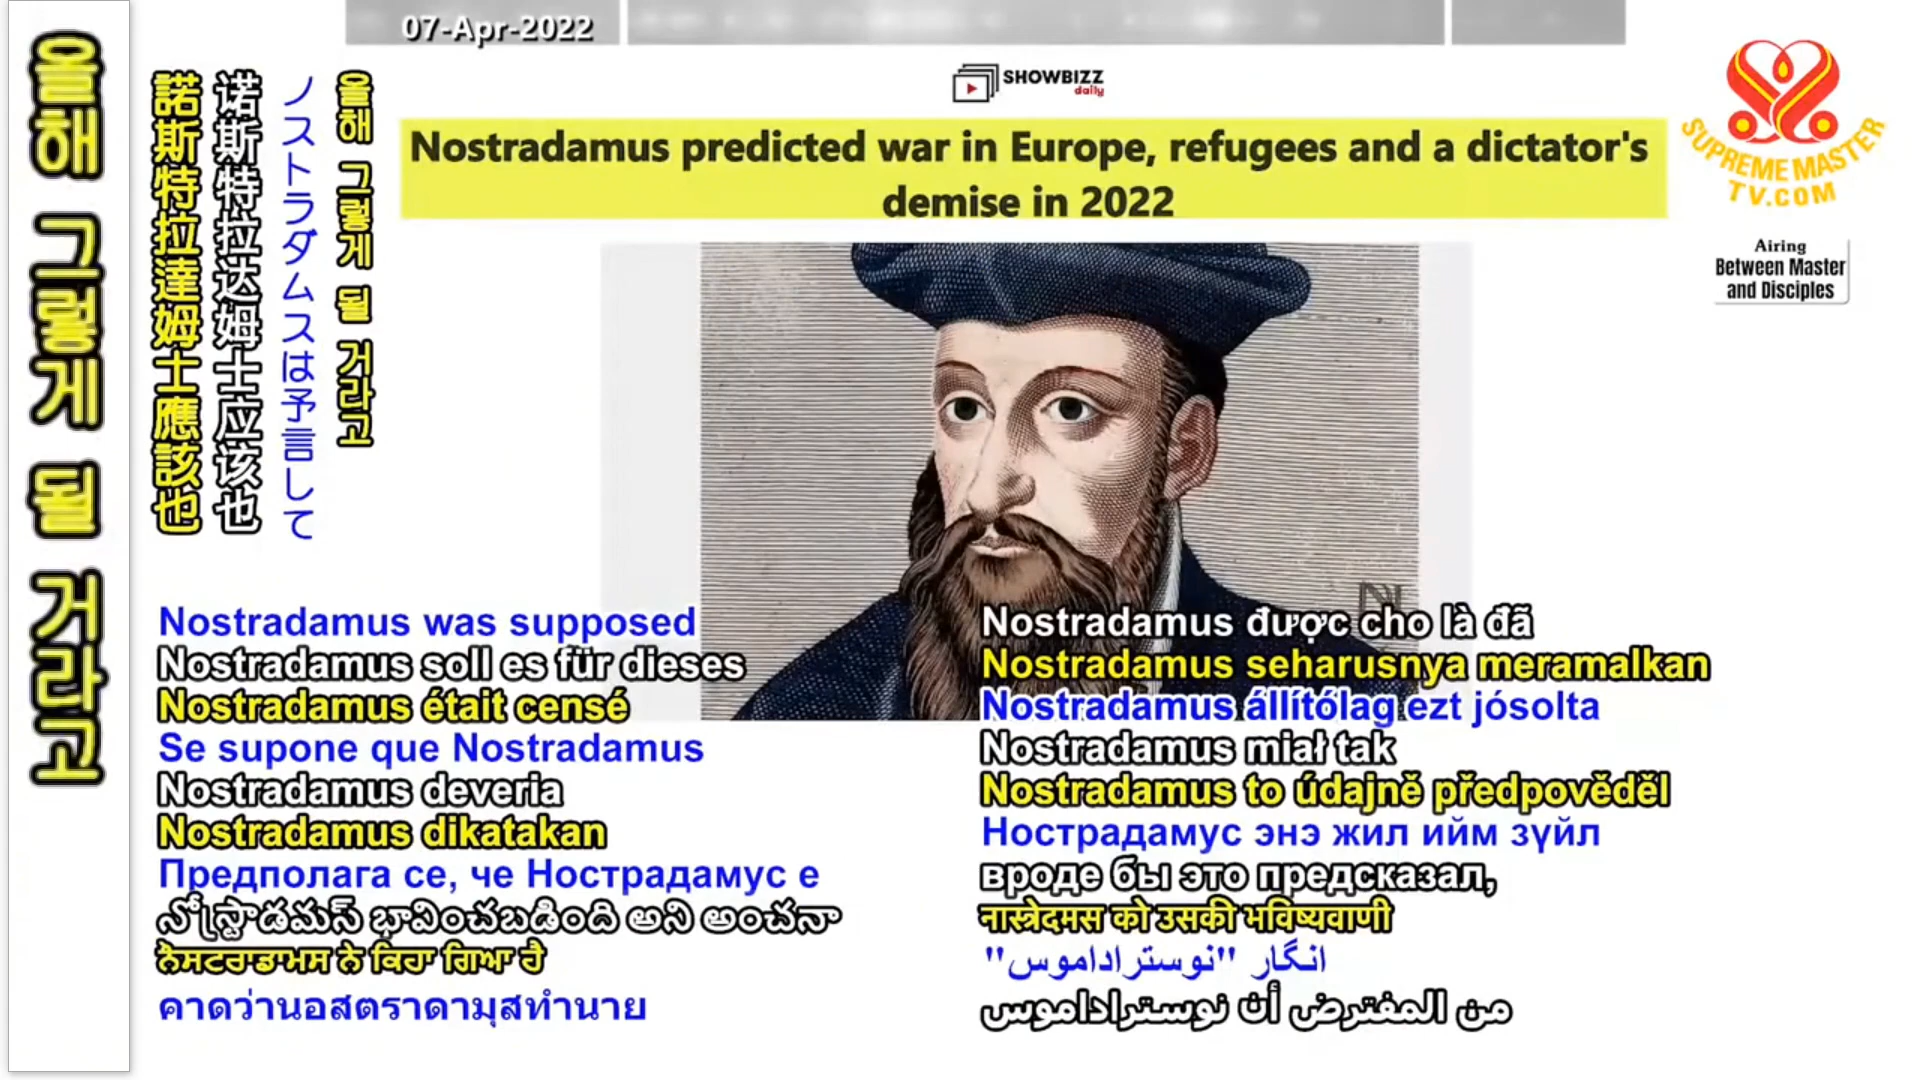 올해 그렇게 될 거라고
07-Apr-2022
諾斯特拉達姆士應該也
诺斯特拉达姆士应该也
ノストラダムスは予言して
올해 그렇게 될 거라고
SHOWBIZZ
daily
Nostradamus predicted war in Europe, refugees and a dictator's
demise in 2022
SUPREME MASTER
TV.COM
Airing
Between Master
and Disciples
Nostradamus was supposed
Nostradamus soll es für dieses
Nostradamus était censé
Se supone que Nostradamus
Nostradamus deveria
Nostradamus dikatakan
Предполага се, че Нострадамус е
నోస్ట్రాడమస్ భావించబడింది అని అంచనా
ਨੋਸਟਰਾਡਾਮਸ ਨੇ ਕਿਹਾ ਗਿਆ ਹੈ
คาดว่านอสตราดามุสทำนาย
Nostradamus được cho là đã
Nostradamus seharusnya meramalkan
Nostradamus állítólag ezt jósolta
Nostradamus miał tak
Nostradamus to údajně předpověděl
Нострадамус энэ жил ийм зүйл
вроде бы это предсказал,
नास्त्रेदमस को उसकी भविष्यवाणी
انگار "نوستراداموس"
من المفترض أن نوستراداموس